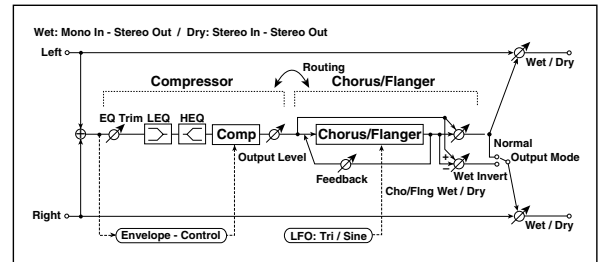 Wet: Mono In - Stereo Out / Dry: Stereo In - Stereo Out
Left
Wet / Dry
Routing
Compressor
Chorus/Flanger
EQ Trim LEQ HEQ
Comp
Chorus/Flanger
Normal
Output Level
Output Mode
Feedback
Wet Invert
+
–
Cho/Flng Wet / Dry
Right
Wet / Dry
Envelope - Control
LFO: Tri / Sine